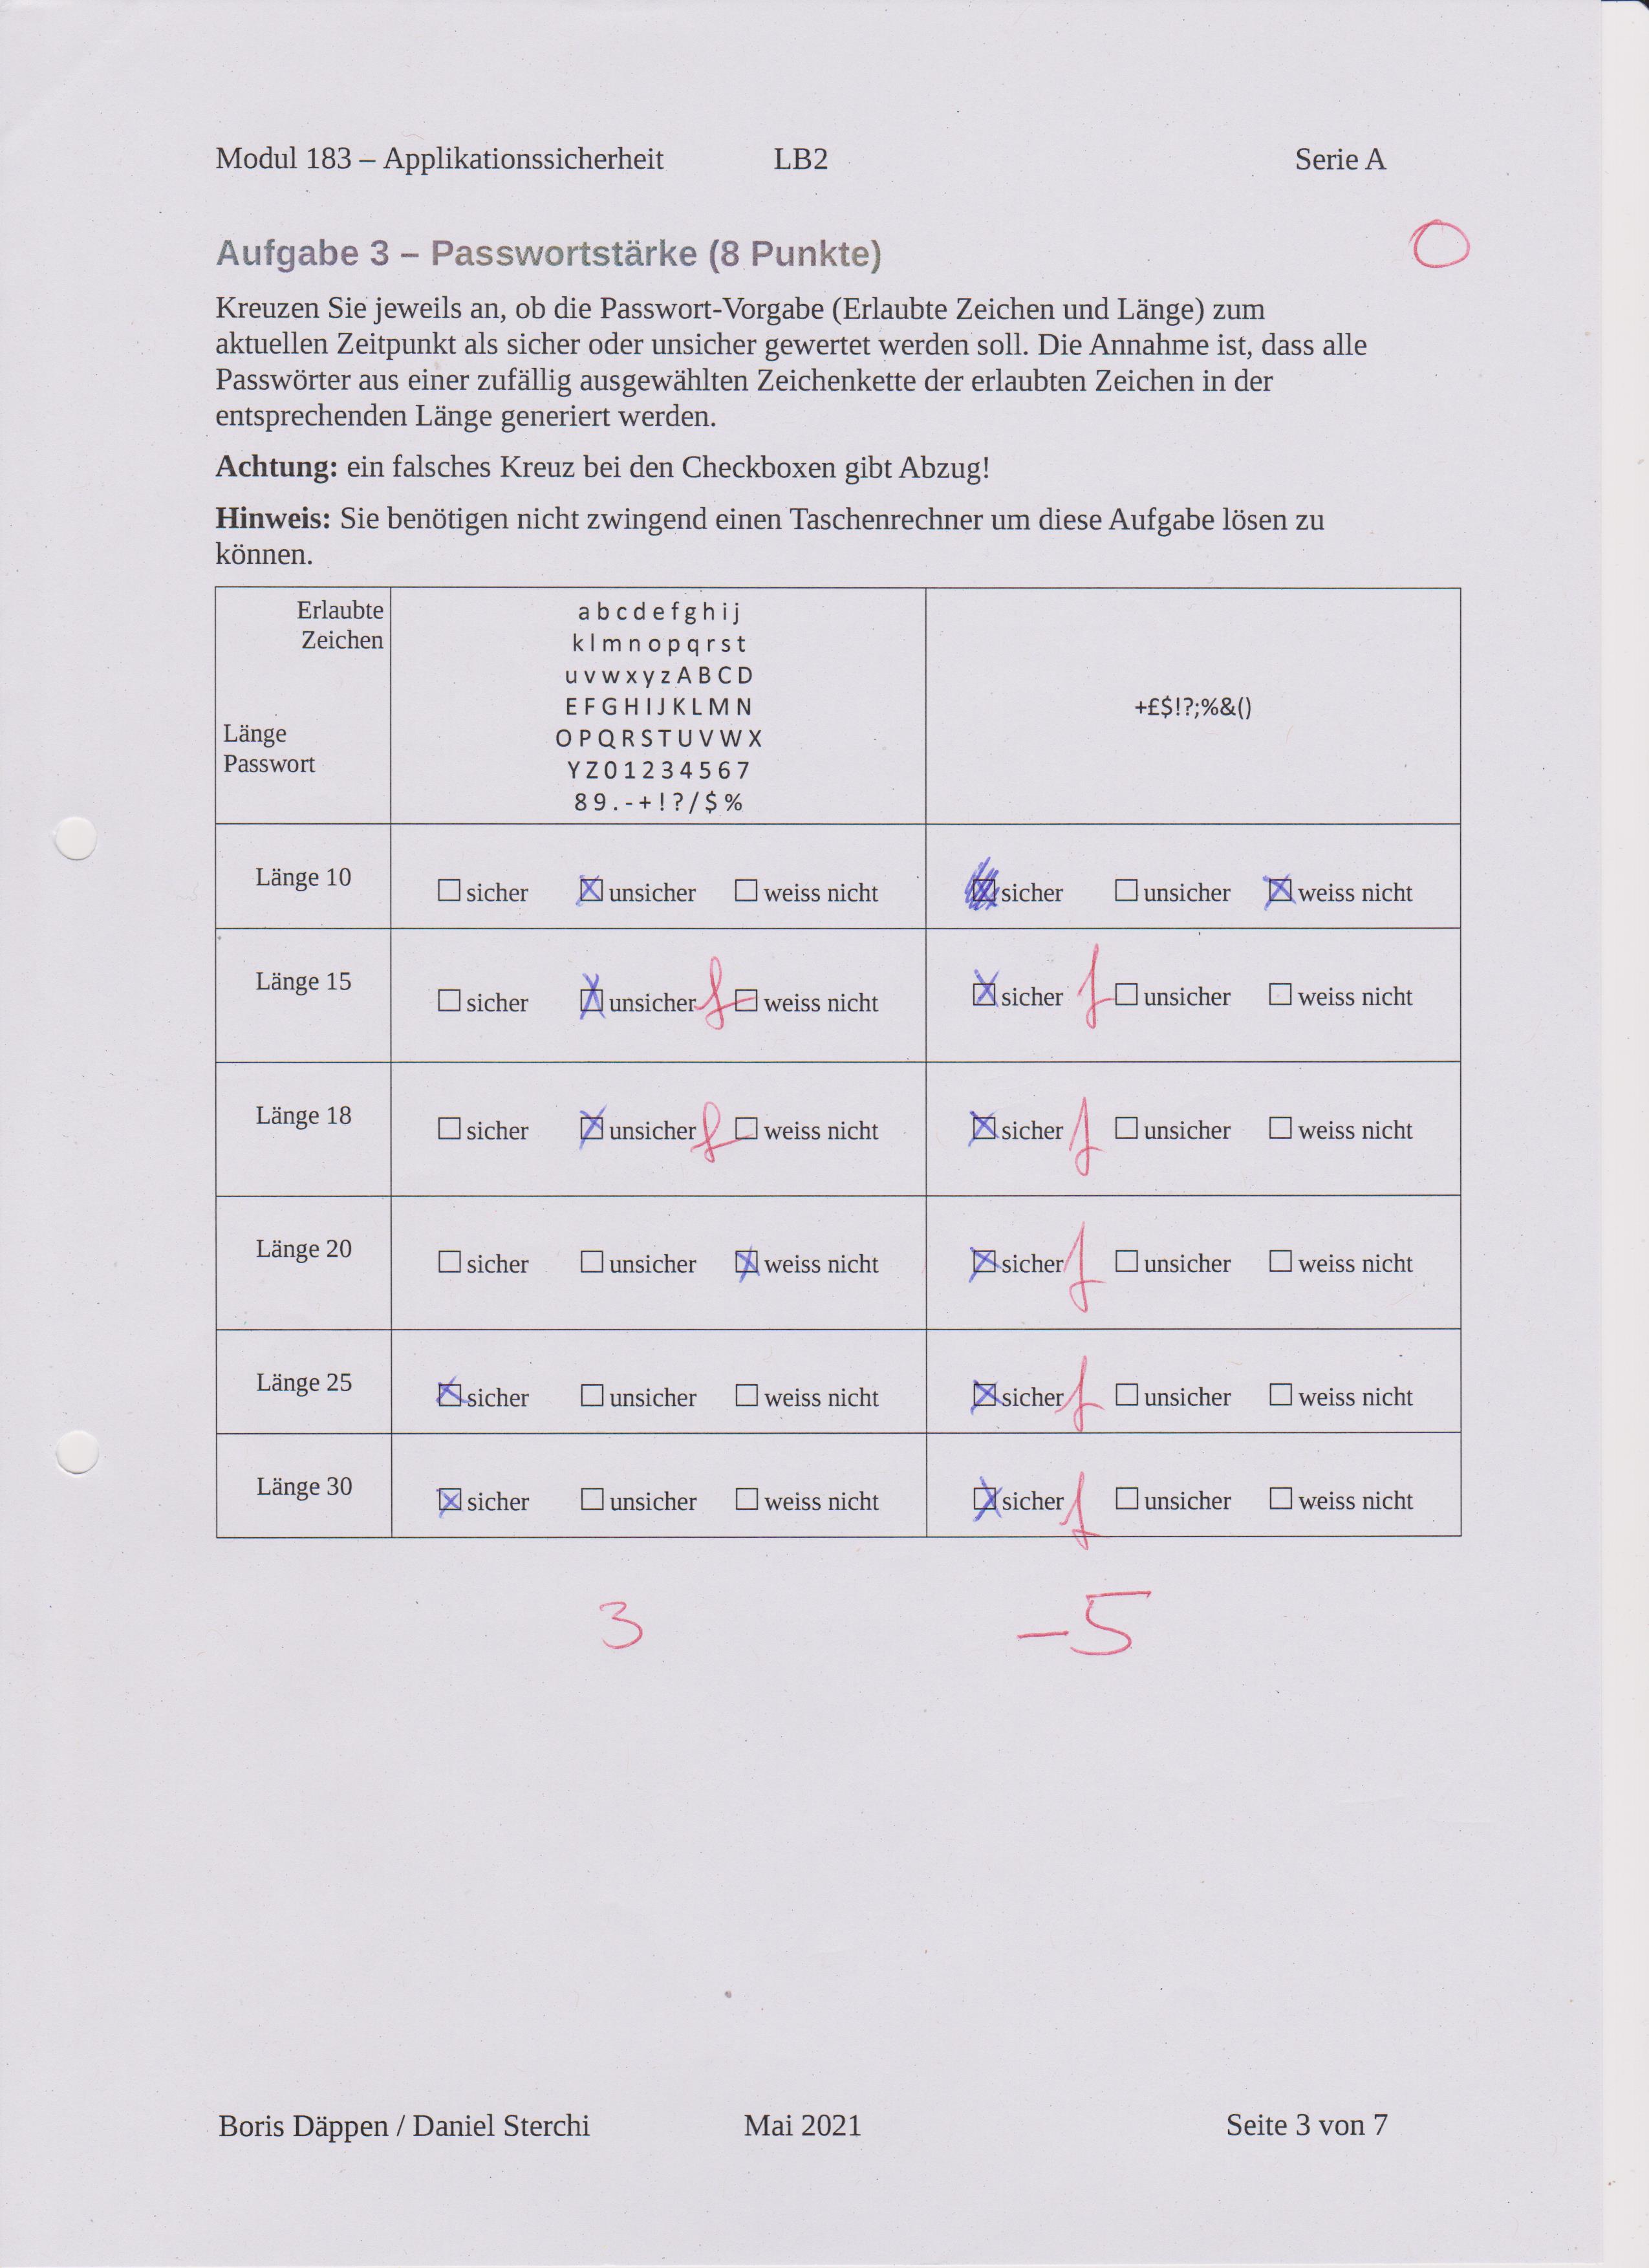 Modul 183 – Applikationssicherheit LB2 Serie A
Aufgabe 3 – Passwortstärke (8 Punkte) 0
Kreuzen Sie jeweils an, ob die Passwort-Vorgabe (Erlaubte Zeichen und Länge) zum
aktuellen Zeitpunkt als sicher oder unsicher gewertet werden soll. Die Annahme ist, dass alle
Passwörter aus einer zufällig ausgewählten Zeichenkette der erlaubten Zeichen in der
entsprechenden Länge generiert werden.
Achtung: ein falsches Kreuz bei den Checkboxen gibt Abzug!
Hinweis: Sie benötigen nicht zwingend einen Taschenrechner um diese Aufgabe lösen zu
können.
Erlaubte
Zeichen
Länge
Passwort
a b c d e f g h i j
k l m n o p q r s t
u v w x y z A B C D
E F G H I J K L M N
O P Q R S T U V W X
Y Z 0 1 2 3 4 5 6 7
8 9 . - + ! ? / $ %
+£$!?;%&()
Länge 10 ☐ sicher ☒ unsicher ☐ weiss nicht ☒ sicher ☐ unsicher ☒ weiss nicht
Länge 15 ☐ sicher ☒ unsicher f ☐ weiss nicht ☒ sicher f ☐ unsicher ☐ weiss nicht
Länge 18 ☐ sicher ☒ unsicher f ☐ weiss nicht ☒ sicher f ☐ unsicher ☐ weiss nicht
Länge 20 ☐ sicher ☐ unsicher ☒ weiss nicht ☒ sicher f ☐ unsicher ☐ weiss nicht
Länge 25 ☒ sicher ☐ unsicher ☐ weiss nicht ☒ sicher f ☐ unsicher ☐ weiss nicht
Länge 30 ☒ sicher ☐ unsicher ☐ weiss nicht ☒ sicher f ☐ unsicher ☐ weiss nicht
3 -5
Boris Däppen / Daniel Sterchi Mai 2021 Seite 3 von 7